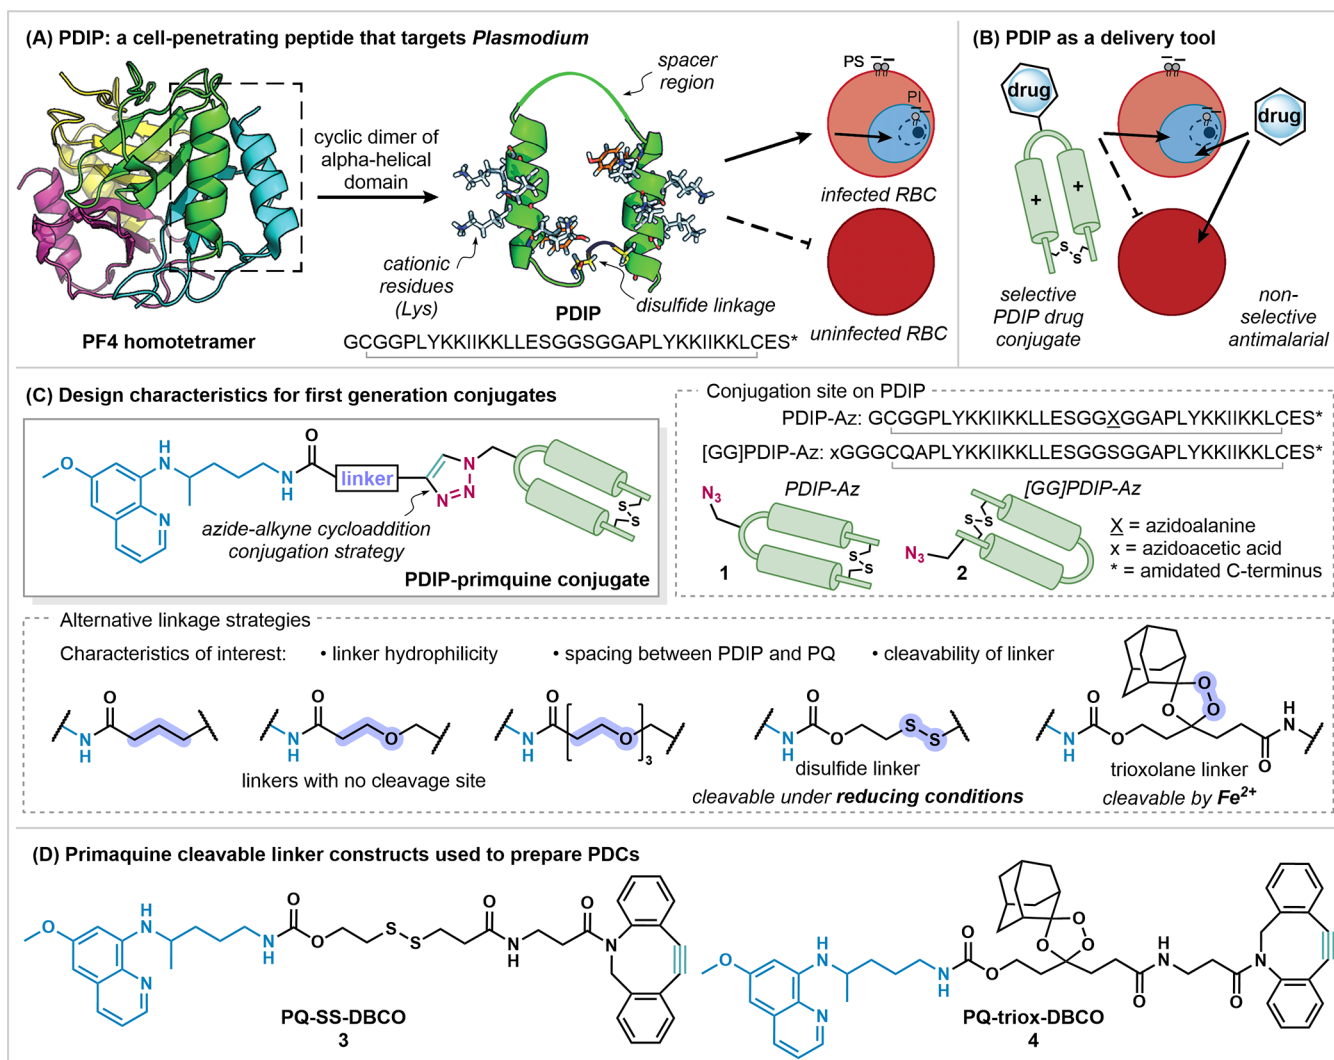 (A) PDIP: a cell-penetrating peptide that targets Plasmodium
cyclic dimer of
alpha-helical
domain
spacer
region
cationic
residues
(Lys)
disulfide linkage
PF4 homotetramer
PDIP
GCGGPLYKKIIKKLLESGGSGGAPLYKKIIKKLCES*
PS
PI
infected RBC
uninfected RBC
(B) PDIP as a delivery tool
drug
drug
+
+
S
S
selective
PDIP drug
conjugate
non-
selective
antimalarial
(C) Design characteristics for first generation conjugates
O
H
N
O
N
N
H
linker
N
N
N
S
S
azide-alkyne cycloaddition
conjugation strategy
PDIP-primquine conjugate
Conjugation site on PDIP
PDIP-Az: GCGGPLYKKIIKKLLESGGXGGAPLYKKIIKKLCES*
[GG]PDIP-Az: xGGGCQAPLYKKIIKKLLESGGSGGAPLYKKIIKKLCES*
PDIP-Az
N3
S
S
1
[GG]PDIP-Az
N3
S
S
2
X = azidoalanine
x = azidoacetic acid
* = amidated C-terminus
Alternative linkage strategies
Characteristics of interest: • linker hydrophilicity • spacing between PDIP and PQ • cleavability of linker
O
N
H
O
N
H
O
O
N
H
O
3
O
N
H
O
S
S
O
N
H
O
O
O
O
O
H
N
linkers with no cleavage site
disulfide linker
cleavable under reducing conditions
trioxolane linker
cleavable by Fe2+
(D) Primaquine cleavable linker constructs used to prepare PDCs
O
H
N
N
N
H
O
O
S
S
O
N
H
O
N
PQ-SS-DBCO
3
O
H
N
N
N
H
O
O
O
O
O
O
H
N
O
N
PQ-triox-DBCO
4